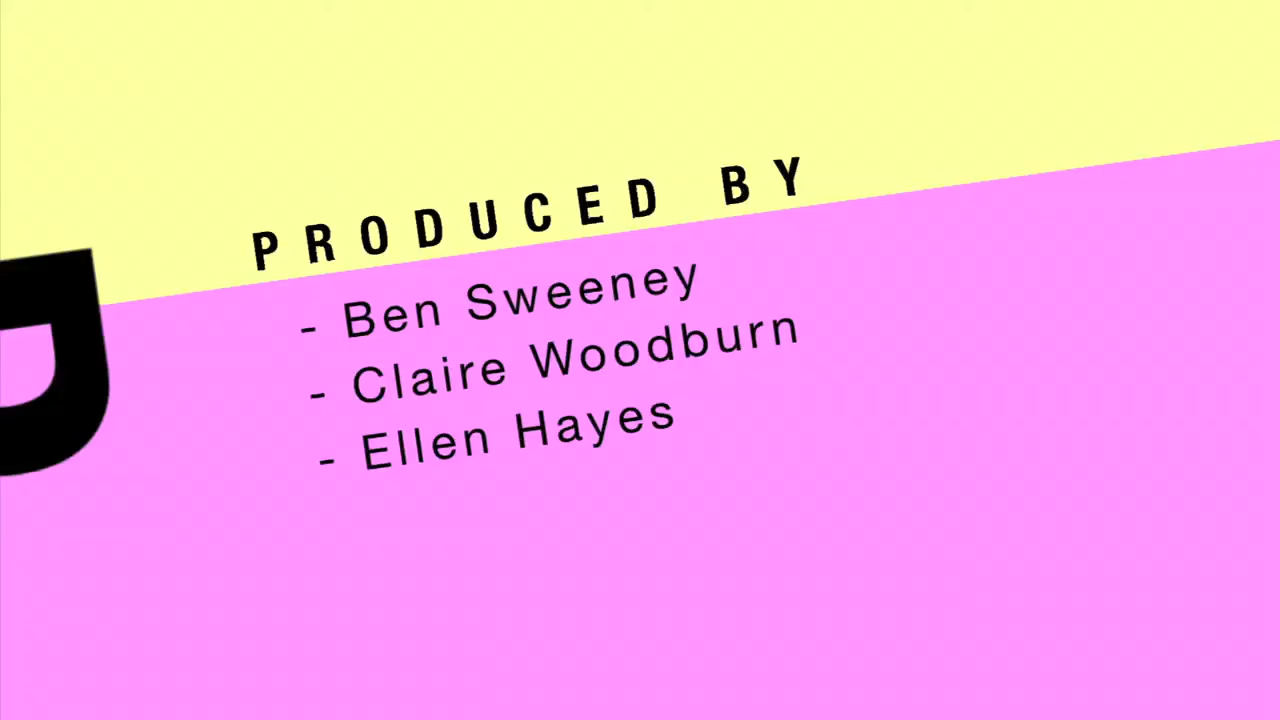 PRODUCED BY
- Ben Sweeney
- Claire Woodburn
- Ellen Hayes